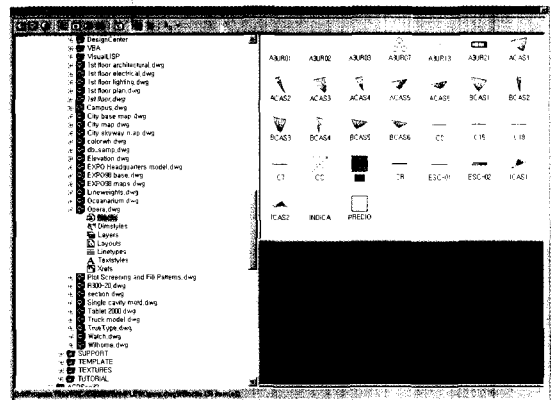 DesignCenter
VBA
VisualLISP
1st floor architectural.dwg
1st floor electrical.dwg
1st floor lighting.dwg
1st floor plan.dwg
1st floor.dwg
Campus.dwg
City base map.dwg
City map.dwg
City skyway map.dwg
colorwh.dwg
db_samp.dwg
Elevation.dwg
EXPO Headquarters model.dwg
EXPO98 base.dwg
EXPO98 maps.dwg
Lineweights.dwg
Oceanarium.dwg
Opera.dwg
Blocks
Dimstyles
Layers
Layouts
Linetypes
Textstyles
Xrefs
Plot Screening and Fill Patterns.dwg
R300-20.dwg
section.dwg
Single cavity mold.dwg
Tablet 2000.dwg
Truck model.dwg
TrueType.dwg
Watch.dwg
Wilhome.dwg
SUPPORT
TEMPLATE
TEXTURES
TUTORIAL
A3UR01 A3UR02 A3UR03 A3UR07 A3UR13 A3UR21 ACAS1
ACAS2 ACAS3 ACAS4 ACAS5 ACAS6 BCAS1 BCAS2
BCAS3 BCAS4 BCAS5 BCAS6 C15 C18
CT CC CR ESC-01 ESC-02 ICAS1
ICAS2 INDICA PRECIO